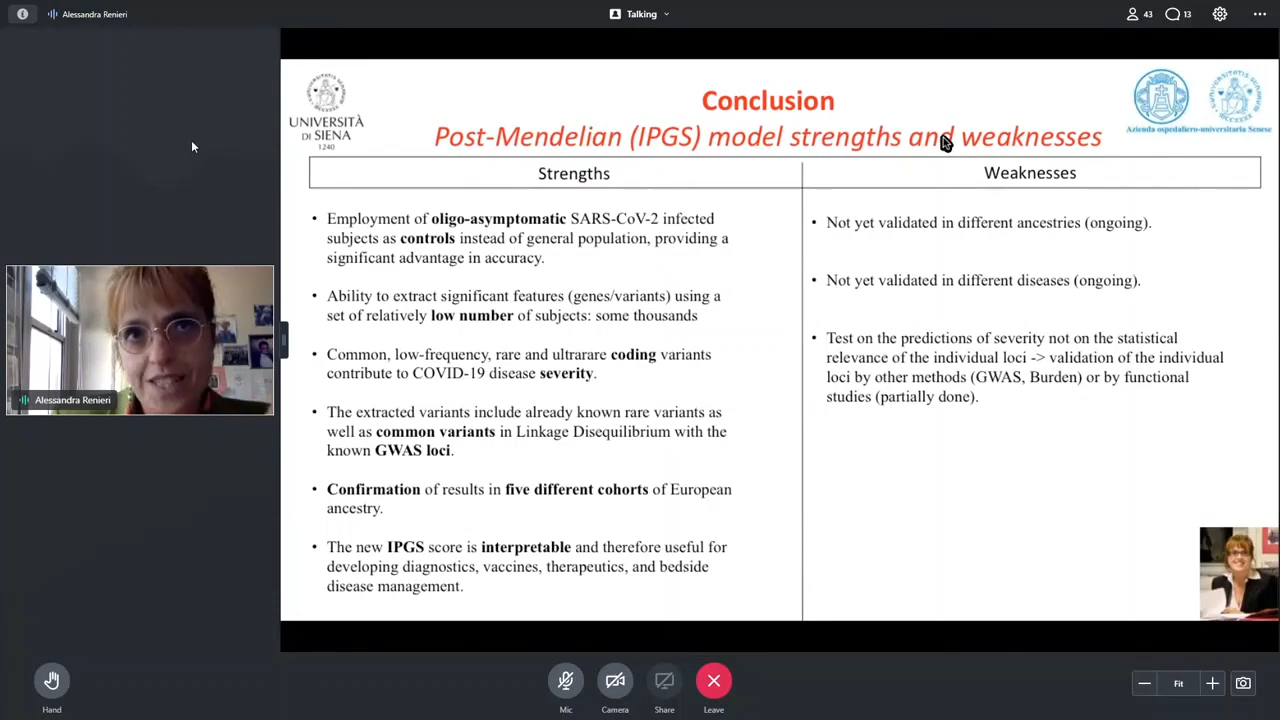 Alessandra Renieri
Talking
43
13
UNIVERSITÀ
DI SIENA
1240
Conclusion
Post-Mendelian (IPGS) model strengths and weaknesses
Azienda ospedaliero-universitaria Senese
Strengths
Weaknesses
• Employment of oligo-asymptomatic SARS-CoV-2 infected
subjects as controls instead of general population, providing a
significant advantage in accuracy.
• Ability to extract significant features (genes/variants) using a
set of relatively low number of subjects: some thousands
• Common, low-frequency, rare and ultrarare coding variants
contribute to COVID-19 disease severity.
• The extracted variants include already known rare variants as
well as common variants in Linkage Disequilibrium with the
known GWAS loci.
• Confirmation of results in five different cohorts of European
ancestry.
• The new IPGS score is interpretable and therefore useful for
developing diagnostics, vaccines, therapeutics, and bedside
disease management.
• Not yet validated in different ancestries (ongoing).
• Not yet validated in different diseases (ongoing).
• Test on the predictions of severity not on the statistical
relevance of the individual loci -> validation of the individual
loci by other methods (GWAS, Burden) or by functional
studies (partially done).
Alessandra Renieri
Hand
Mic
Camera
Share
Leave
Fit